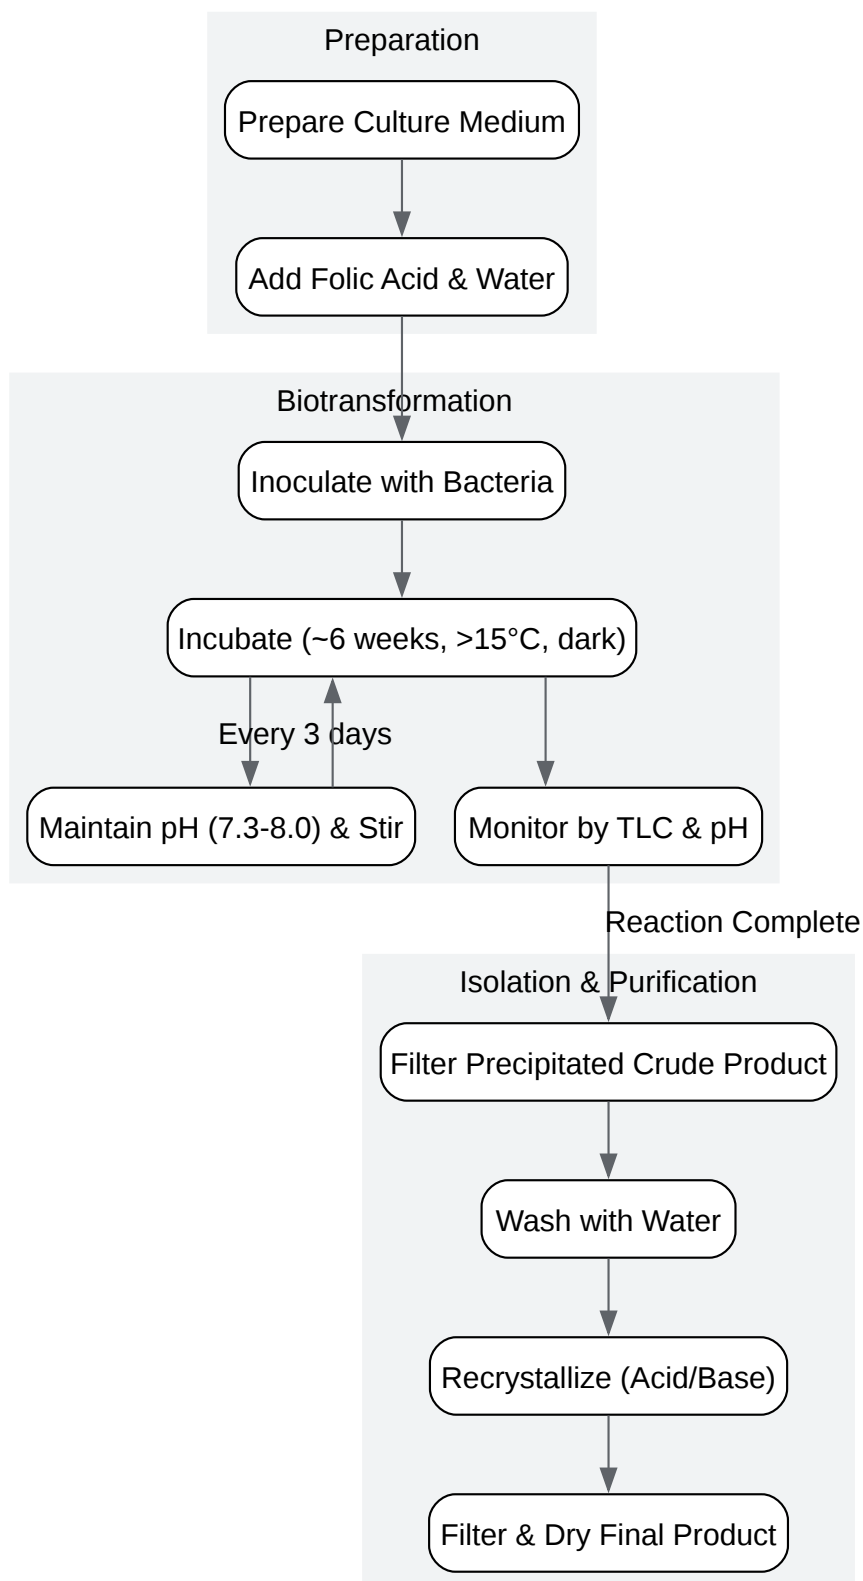 Preparation
Prepare Culture Medium
Add Folic Acid & Water
Biotransformation
Inoculate with Bacteria
Incubate (~6 weeks, >15°C, dark)
Every 3 days
Maintain pH (7.3-8.0) & Stir
Monitor by TLC & pH
Reaction Complete
Isolation & Purification
Filter Precipitated Crude Product
Wash with Water
Recrystallize (Acid/Base)
Filter & Dry Final Product